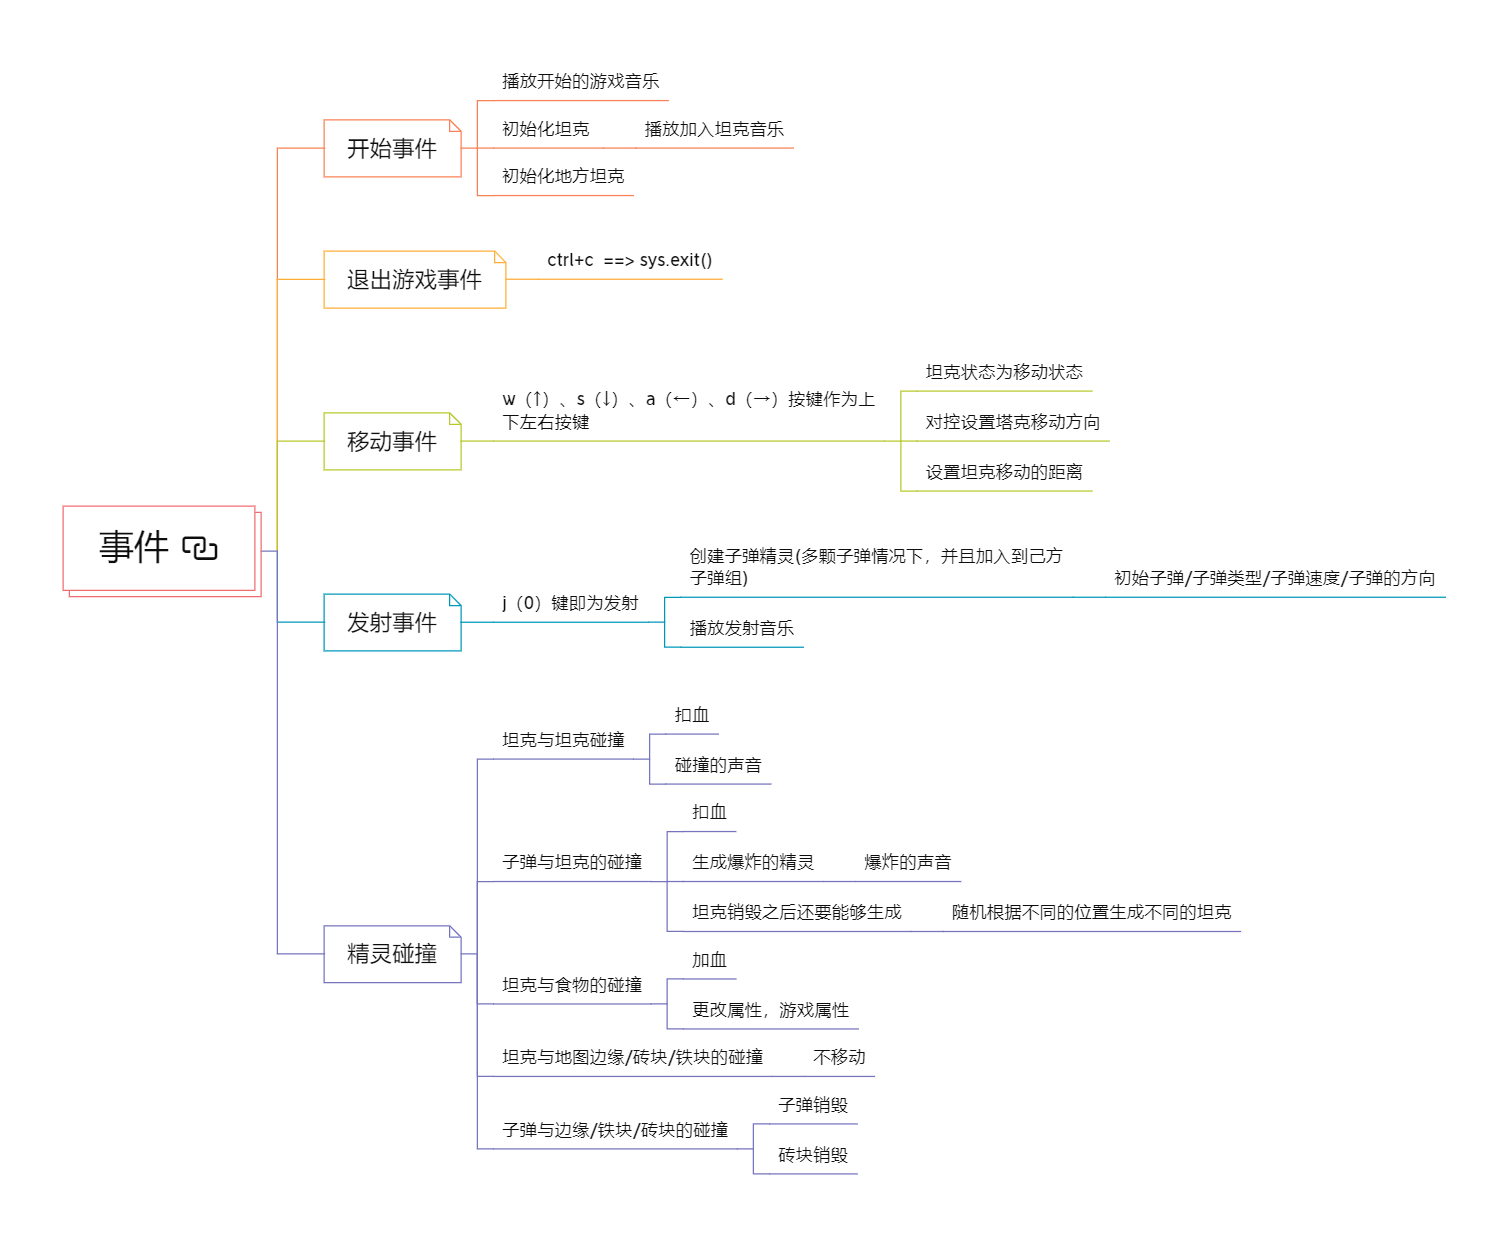 播放开始的游戏音乐
开始事件
初始化坦克
播放加入坦克音乐
初始化地方坦克
退出游戏事件
ctrl+c  ==> sys.exit()
移动事件
w（↑）、s（↓）、a（←）、d（→）按键作为上
下左右按键
坦克状态为移动状态
对控设置塔克移动方向
设置坦克移动的距离
事件
发射事件
j（0）键即为发射
创建子弹精灵(多颗子弹情况下，并且加入到己方
子弹组)
初始子弹/子弹类型/子弹速度/子弹的方向
播放发射音乐
精灵碰撞
坦克与坦克碰撞
扣血
碰撞的声音
子弹与坦克的碰撞
扣血
生成爆炸的精灵
爆炸的声音
坦克销毁之后还要能够生成
随机根据不同的位置生成不同的坦克
坦克与食物的碰撞
加血
更改属性，游戏属性
坦克与地图边缘/砖块/铁块的碰撞
不移动
子弹与边缘/铁块/砖块的碰撞
子弹销毁
砖块销毁